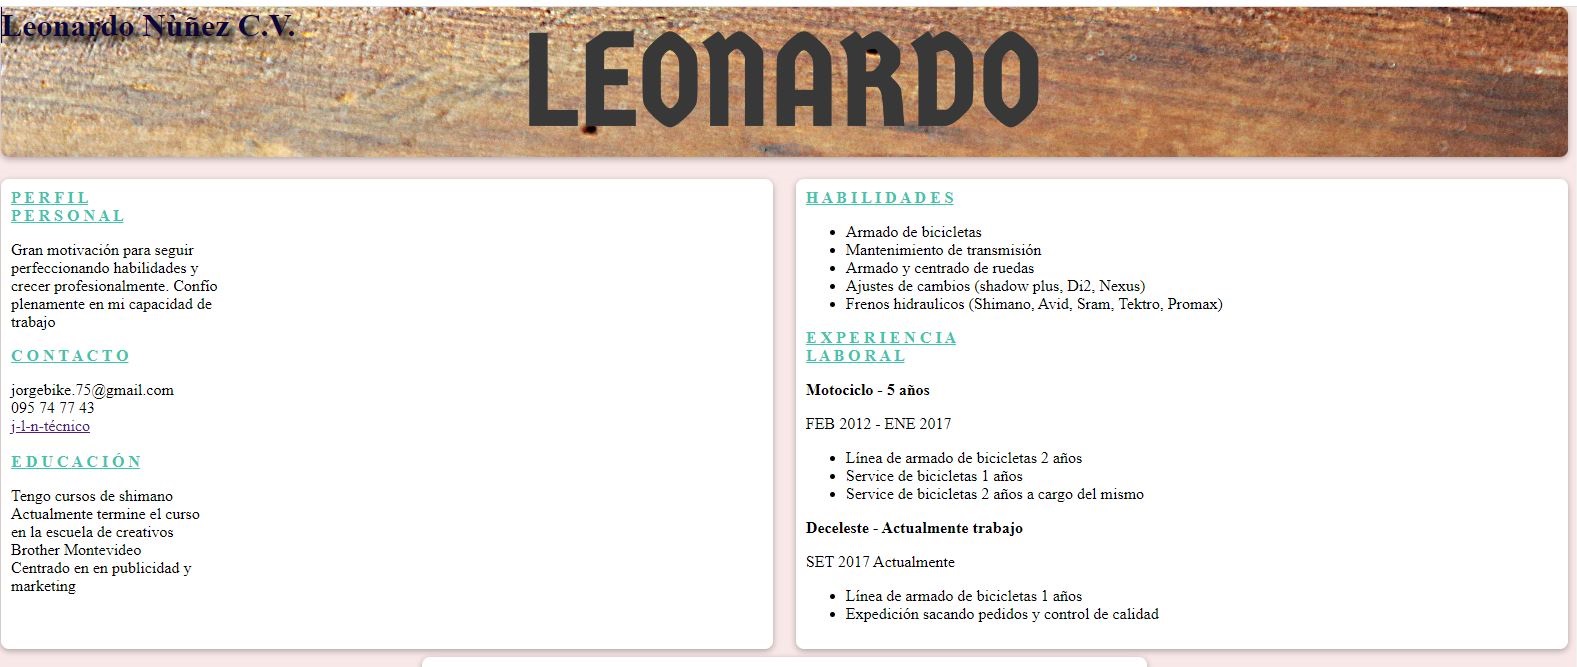 Leonardo Nùñez C.V.
LEONARDO
PERFIL
PERSONAL
Gran motivación para seguir
perfeccionando habilidades y
crecer profesionalmente. Confío
plenamente en mi capacidad de
trabajo
CONTACTO
jorgebike.75@gmail.com
095 74 77 43
j-l-n-técnico
EDUCACIÓN
Tengo cursos de shimano
Actualmente termine el curso
en la escuela de creativos
Brother Montevideo
Centrado en en publicidad y
marketing
HABILIDADES
• Armado de bicicletas
• Mantenimiento de transmisión
• Armado y centrado de ruedas
• Ajustes de cambios (shadow plus, Di2, Nexus)
• Frenos hidraulicos (Shimano, Avid, Sram, Tektro, Promax)
EXPERIENCIA
LABORAL
Motociclo - 5 años
FEB 2012 - ENE 2017
• Línea de armado de bicicletas 2 años
• Service de bicicletas 1 años
• Service de bicicletas 2 años a cargo del mismo
Deceleste - Actualmente trabajo
SET 2017 Actualmente
• Línea de armado de bicicletas 1 años
• Expedición sacando pedidos y control de calidad